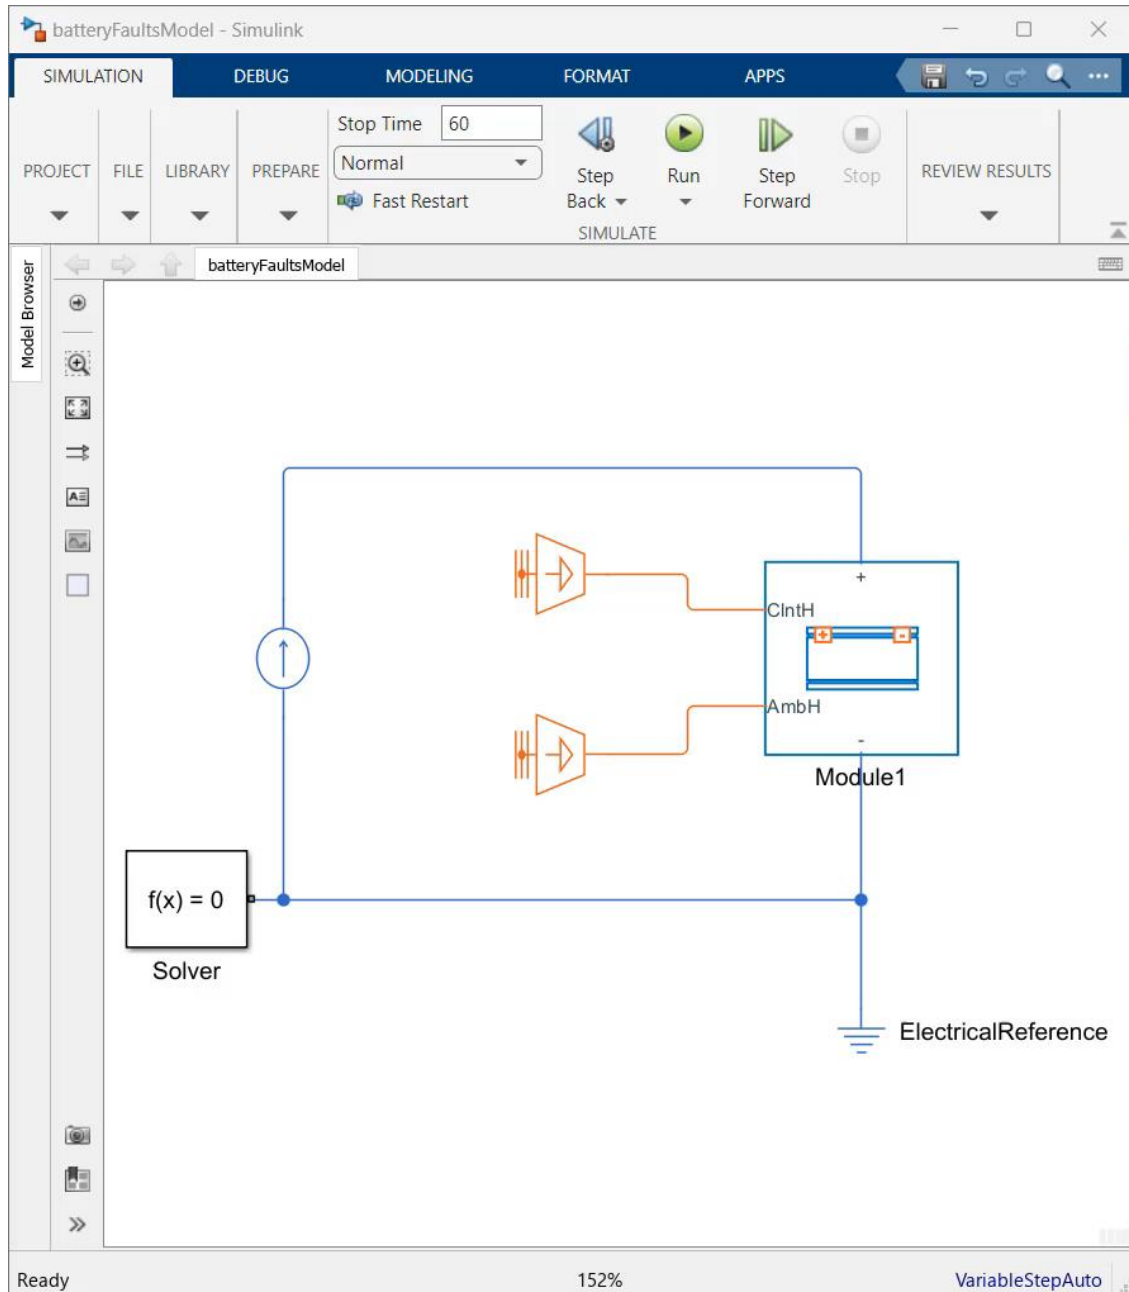 batteryFaultsModel - Simulink
SIMULATION DEBUG MODELING FORMAT APPS
Stop Time 60
PROJECT FILE LIBRARY PREPARE Normal Step Back Run Step Forward Stop REVIEW RESULTS
Fast Restart
SIMULATE
Model Browser
batteryFaultsModel
+
ClntH
+ -
AmbH
-
Module1
f(x) = 0
Solver
ElectricalReference
Ready 152% VariableStepAuto